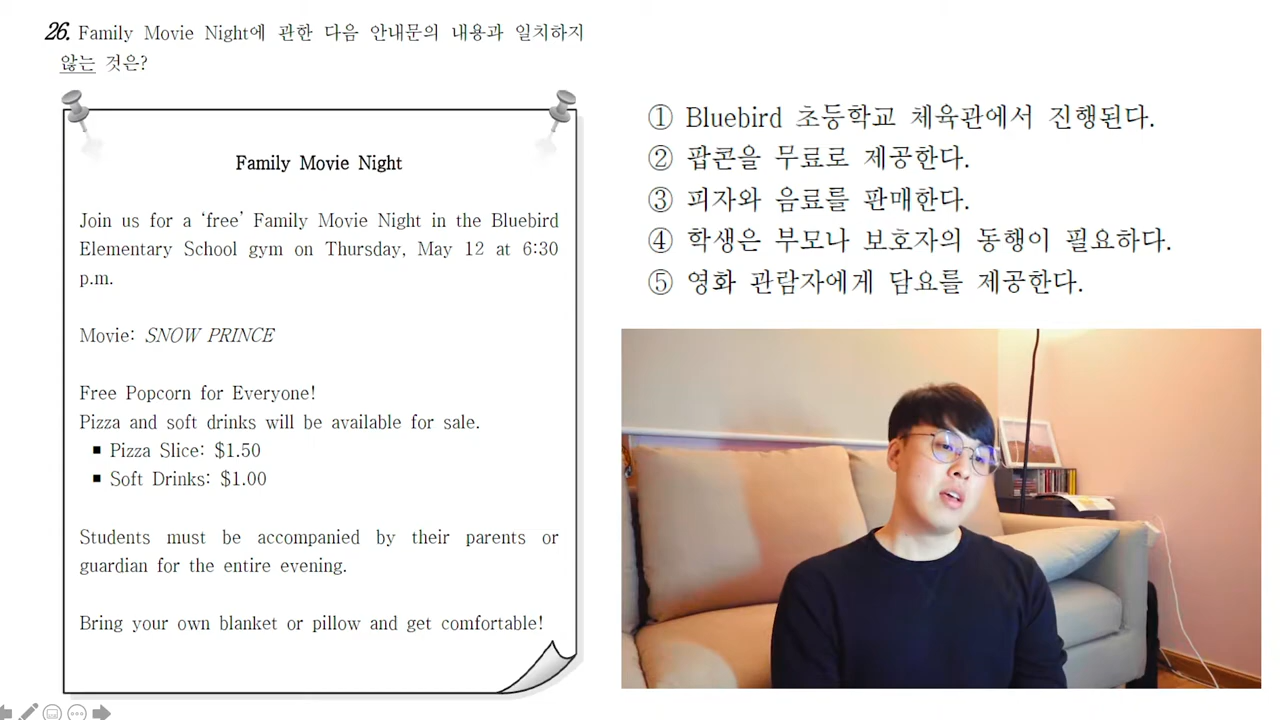 26. Family Movie Night에 관한 다음 안내문의 내용과 일치하지
않는 것은?
Family Movie Night
Join us for a ‘free’ Family Movie Night in the Bluebird
Elementary School gym on Thursday, May 12 at 6:30
p.m.
Movie: SNOW PRINCE
Free Popcorn for Everyone!
Pizza and soft drinks will be available for sale.
▪ Pizza Slice: $1.50
▪ Soft Drinks: $1.00
Students must be accompanied by their parents or
guardian for the entire evening.
Bring your own blanket or pillow and get comfortable!
① Bluebird 초등학교 체육관에서 진행된다.
② 팝콘을 무료로 제공한다.
③ 피자와 음료를 판매한다.
④ 학생은 부모나 보호자의 동행이 필요하다.
⑤ 영화 관람자에게 담요를 제공한다.